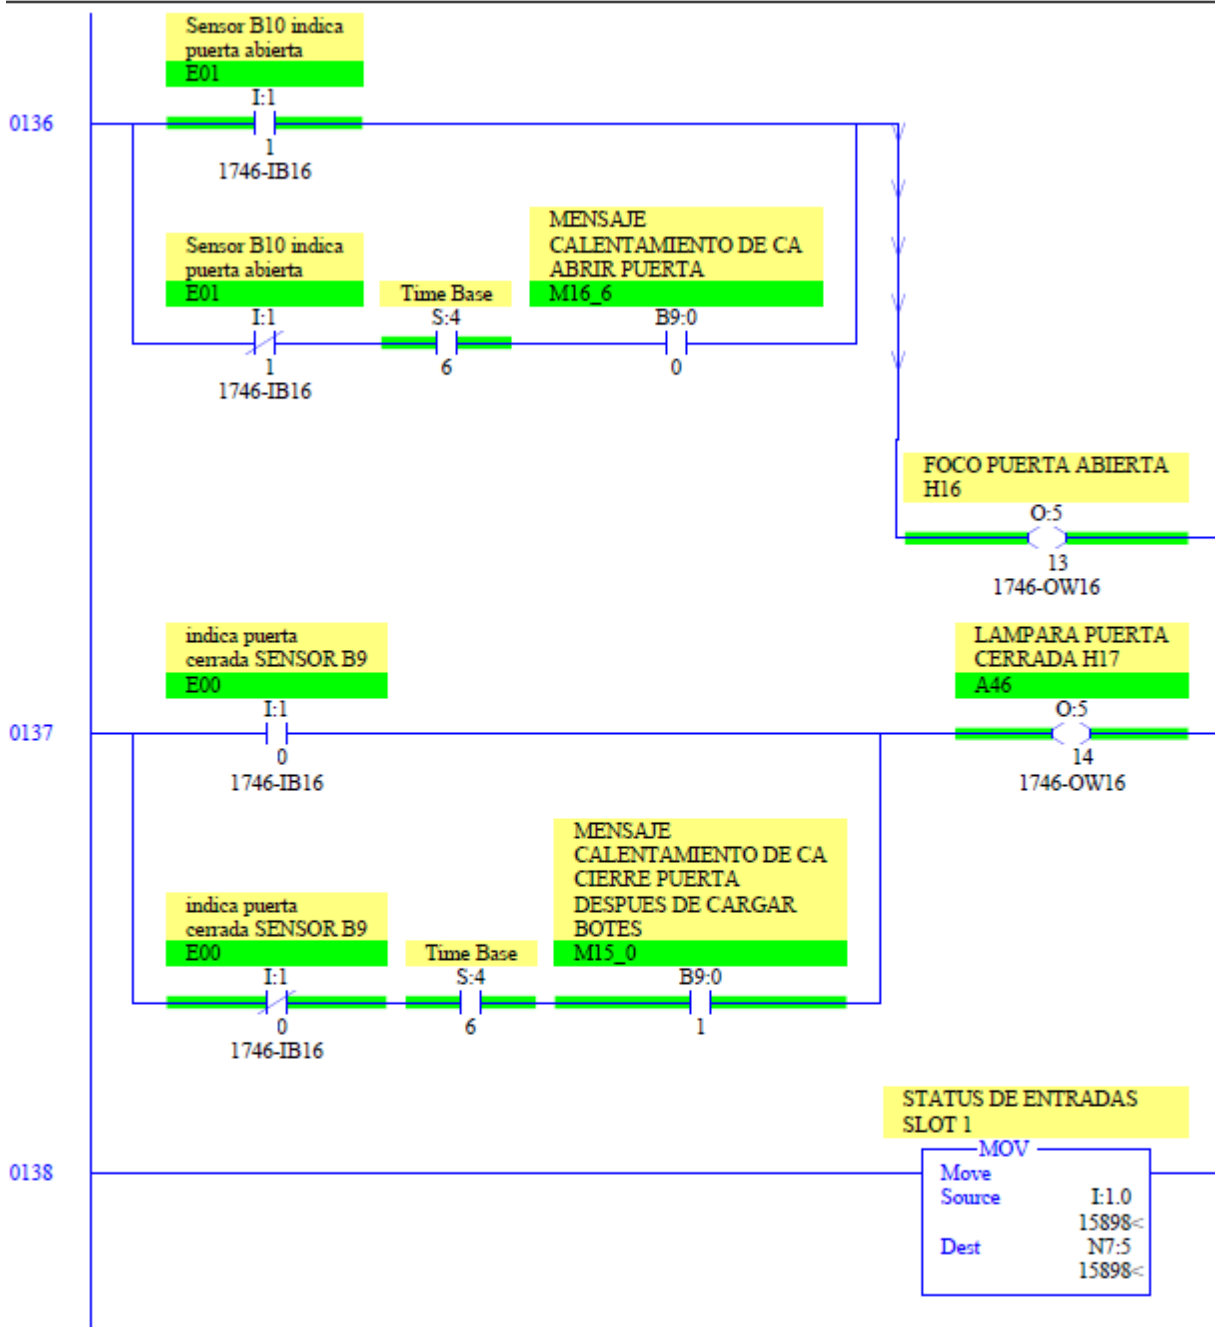 Sensor B10 indica
puerta abierta
E01
I:1
0136
1
1746-IB16
MENSAJE
CALENTAMIENTO DE CA
ABRIR PUERTA
M16_6
Sensor B10 indica
puerta abierta
E01
Time Base
I:1
S:4
B9:0
1
6
0
1746-IB16
FOCO PUERTA ABIERTA
H16
O:5
13
1746-OW16
indica puerta
cerrada SENSOR B9
E00
I:1
LAMPARA PUERTA
CERRADA H17
A46
O:5
0137
0
1746-IB16
14
1746-OW16
MENSAJE
CALENTAMIENTO DE CA
CIERRE PUERTA
DESPUES DE CARGAR
BOTES
M15_0
indica puerta
cerrada SENSOR B9
E00
Time Base
I:1
S:4
B9:0
0
6
1
1746-IB16
STATUS DE ENTRADAS
SLOT 1
0138
MOV
Move
Source I:1.0
15898<
Dest N7:5
15898<